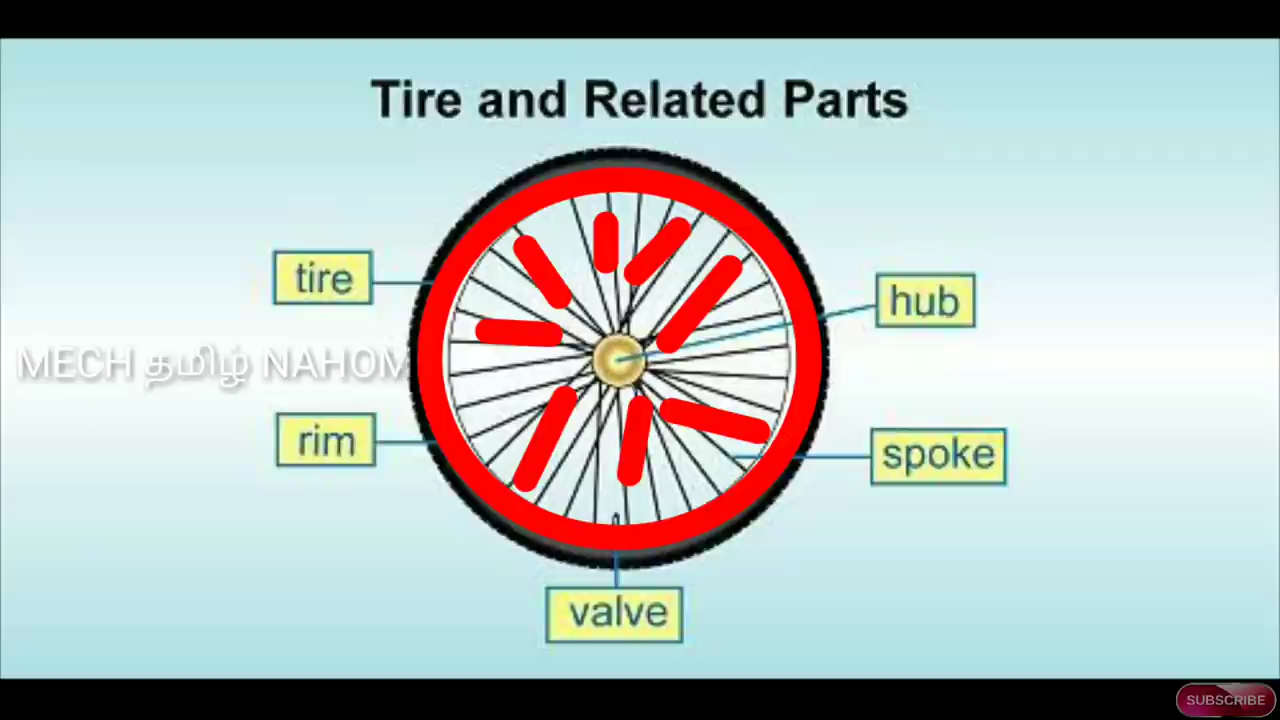 Tire and Related Parts
tire
hub
MECH தமிழ் NAHOM
rim
spoke
valve
SUBSCRIBE